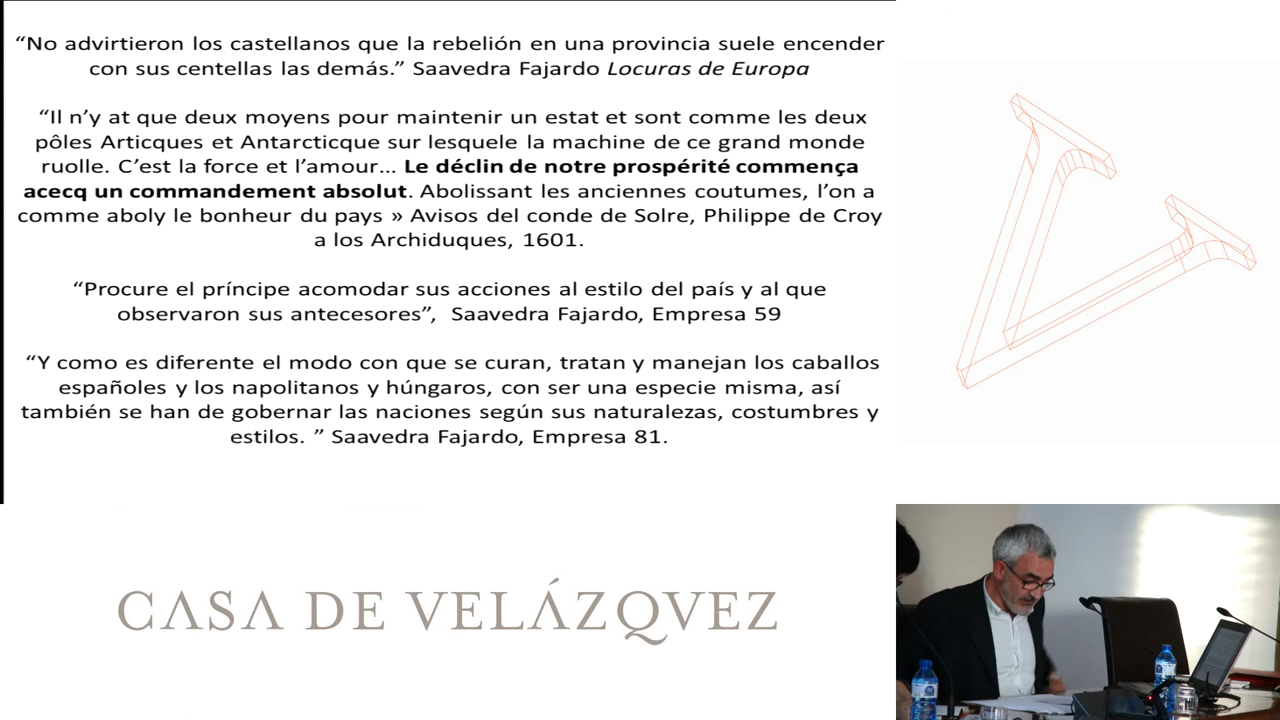 “No advirtieron los castellanos que la rebelión en una provincia suele encender
con sus centellas las demás.” Saavedra Fajardo Locuras de Europa
“Il n’y at que deux moyens pour maintenir un estat et sont comme les deux
pôles Articques et Antarcticque sur lesquele la machine de ce grand monde
ruolle. C’est la force et l’amour... Le déclin de notre prospérité commença
acecq un commandement absolut. Abolissant les anciennes coutumes, l’on a
comme aboly le bonheur du pays » Avisos del conde de Solre, Philippe de Croy
a los Archiduques, 1601.
“Procure el príncipe acomodar sus acciones al estilo del país y al que
observaron sus antecesores”, Saavedra Fajardo, Empresa 59
“Y como es diferente el modo con que se curan, tratan y manejan los caballos
españoles y los napolitanos y húngaros, con ser una especie misma, así
también se han de gobernar las naciones según sus naturalezas, costumbres y
estilos. ” Saavedra Fajardo, Empresa 81.
CASA DE VELÁZQVEZ